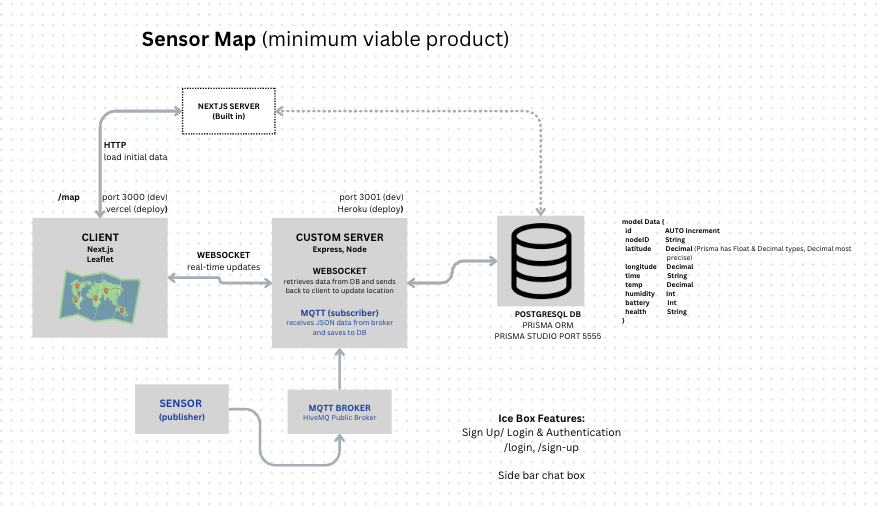 Sensor Map (minimum viable product)
NEXTJS SERVER
(Built in)
HTTP
load initial data
/map
port 3000 (dev)
vercel (deploy)
port 3001 (dev)
Heroku (deploy)
CLIENT
Next.js
Leaflet
WEBSOCKET
real-time updates
CUSTOM SERVER
Express, Node
WEBSOCKET
retrieves data from DB and sends
back to client to update location
MQTT (subscriber)
receives JSON data from broker
and saves to DB
POSTGRESQL DB
PRISMA ORM
PRISMA STUDIO PORT 5555
model Data {
id AUTO Increment
nodeID String
latitude Decimal (Prisma has Float & Decimal types, Decimal most
precise)
longitude Decimal
time String
temp Decimal
humidity Int
battery Int
health String
}
SENSOR
(publisher)
MQTT BROKER
HiveMQ Public Broker
Ice Box Features:
Sign Up/ Login & Authentication
/login, /sign-up
Side bar chat box